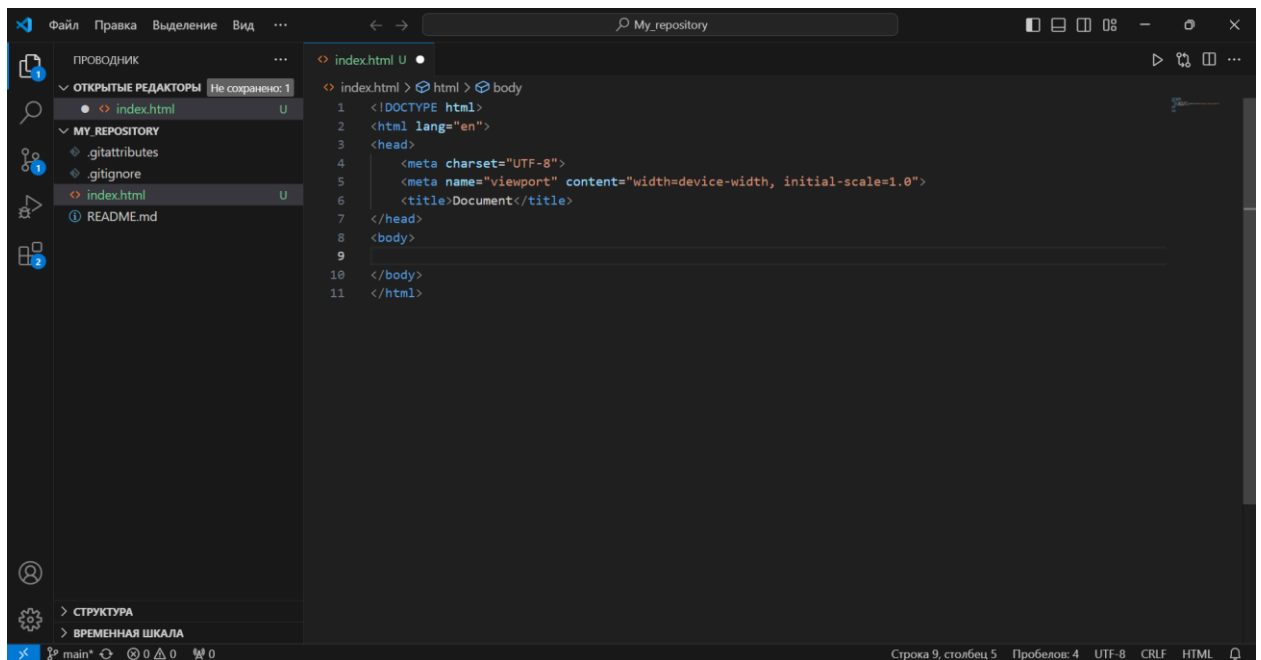 Файл Правка Выделение Вид ··· My_repository
ПРОВОДНИК ···
index.html U
ОТКРЫТЫЕ РЕДАКТОРЫ Не сохранено: 1
index.html U
MY_REPOSITORY
.gitattributes
.gitignore
index.html U
README.md
СТРУКТУРА
ВРЕМЕННАЯ ШКАЛА
1
1
2
index.html > html > body
1 <!DOCTYPE html>
2 <html lang="en">
3 <head>
4 <meta charset="UTF-8">
5 <meta name="viewport" content="width=device-width, initial-scale=1.0">
6 <title>Document</title>
7 </head>
8 <body>
9
10 </body>
11 </html>
main* 0 0 0 Строка 9, столбец 5 Пробелов: 4 UTF-8 CRLF HTML